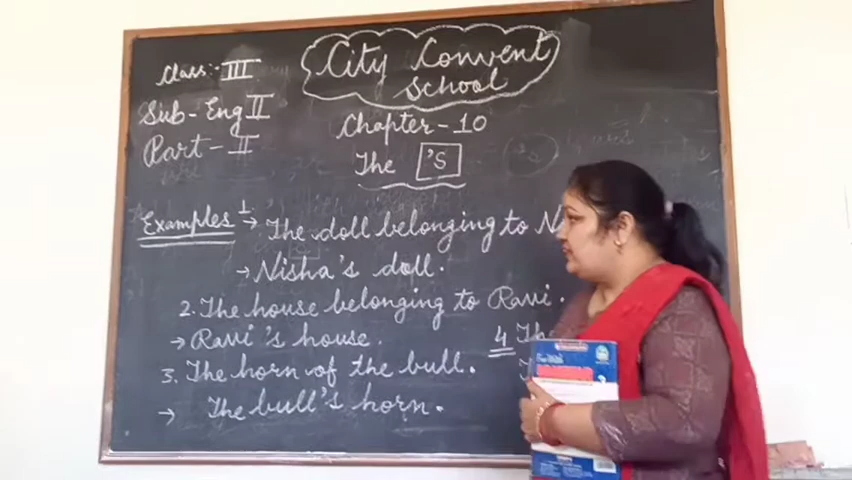 City Convent
School
Class:- III
Sub- Eng II
Part - II
Chapter - 10
The 's
Examples 1. → The doll belonging to
→ Nisha's doll.
2. The house belonging to Ravi.
→ Ravi's house.
3. The horn of the bull.
→ The bull's horn.
4 The